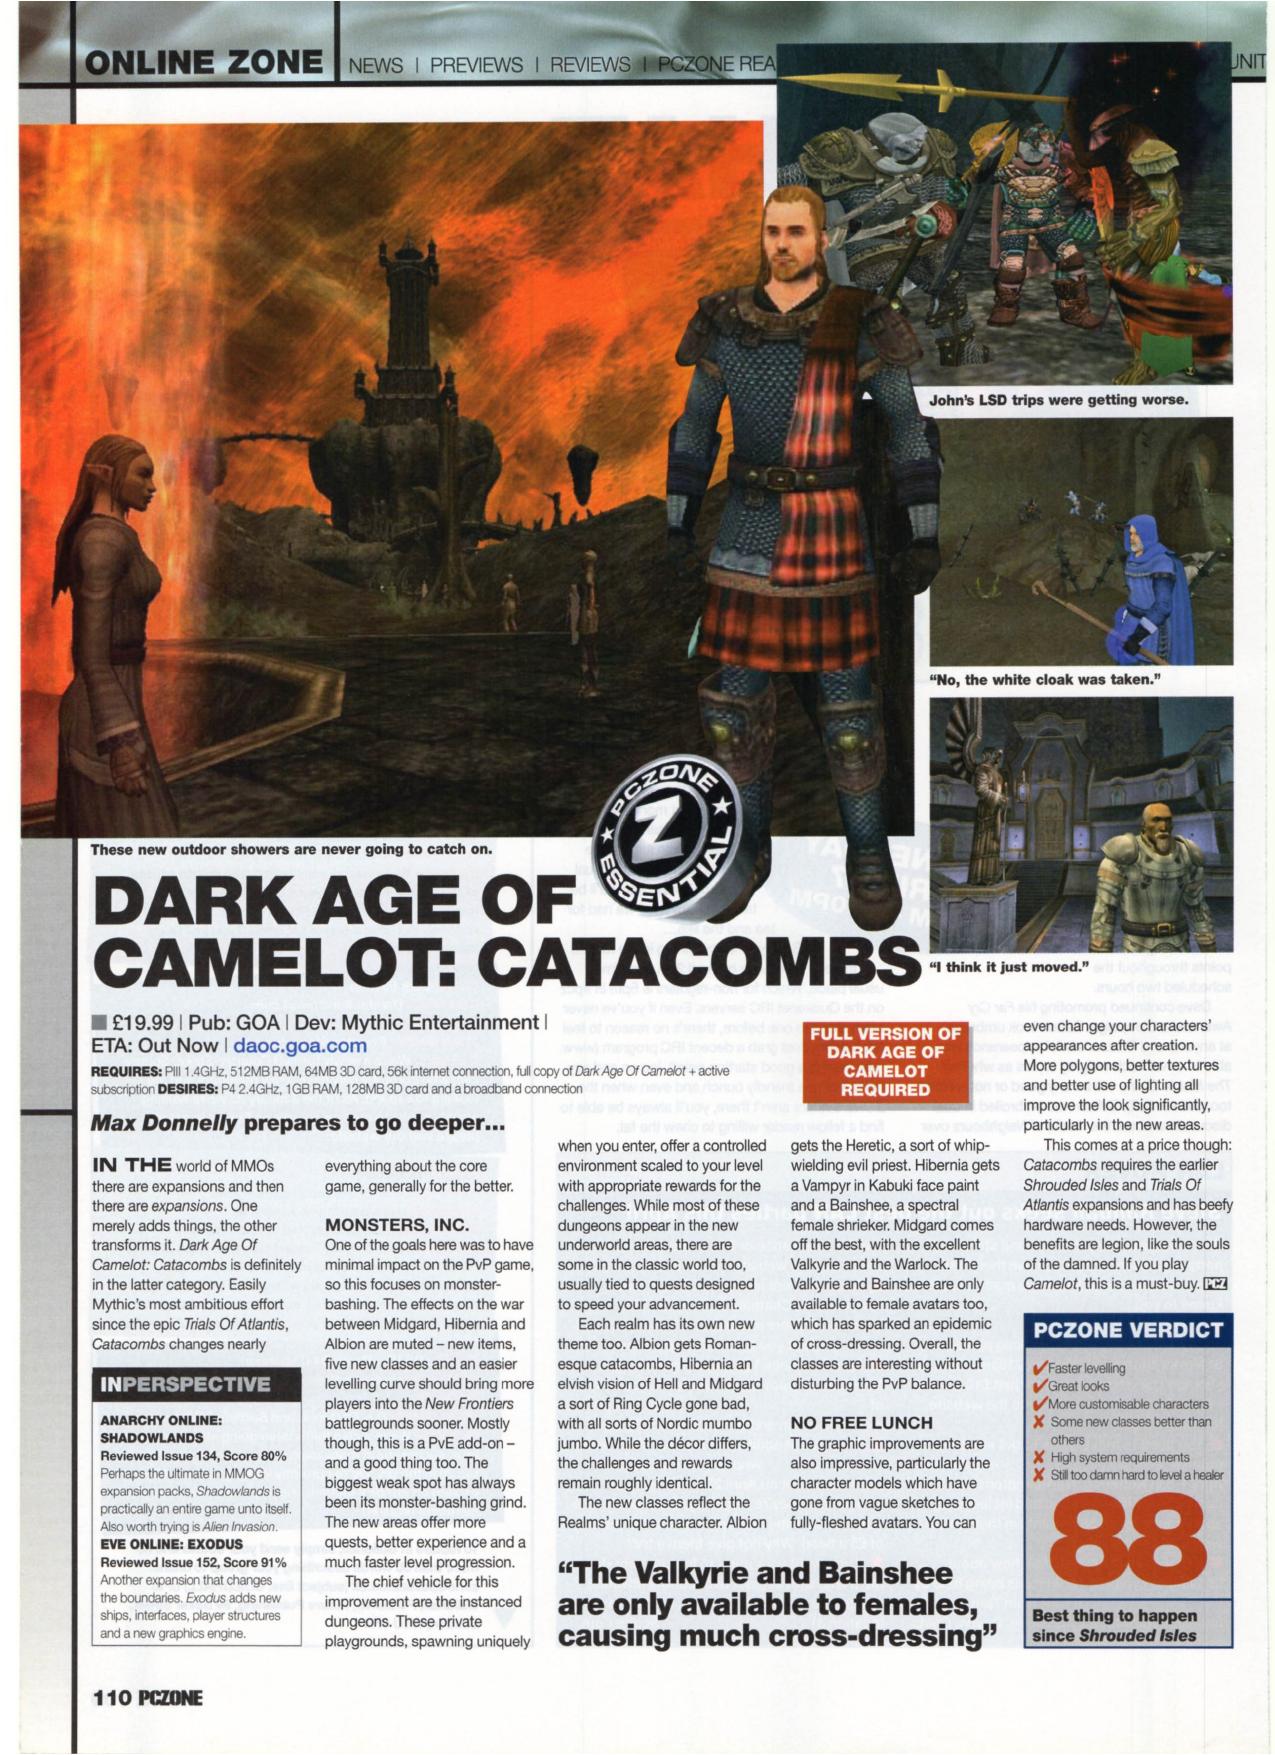 ONLINE ZONE
NEWS | PREVIEWS | REVIEWS | PCZONE REA
UNIT
John's LSD trips were getting worse.
"No, the white cloak was taken."
"I think it just moved."
PCZONE
Z
ESSENTIAL
These new outdoor showers are never going to catch on.
DARK AGE OF
CAMELOT: CATACOMBS
£19.99 | Pub: GOA | Dev: Mythic Entertainment |
ETA: Out Now | daoc.goa.com
REQUIRES: PIII 1.4GHz, 512MB RAM, 64MB 3D card, 56k internet connection, full copy of Dark Age Of Camelot + active
subscription DESIRES: P4 2.4GHz, 1GB RAM, 128MB 3D card and a broadband connection
FULL VERSION OF
DARK AGE OF
CAMELOT
REQUIRED
Max Donnelly prepares to go deeper...
IN THE world of MMOs
there are expansions and then
there are expansions. One
merely adds things, the other
transforms it. Dark Age Of
Camelot: Catacombs is definitely
in the latter category. Easily
Mythic's most ambitious effort
since the epic Trials Of Atlantis,
Catacombs changes nearly
everything about the core
game, generally for the better.
MONSTERS, INC.
One of the goals here was to have
minimal impact on the PvP game,
so this focuses on monster-
bashing. The effects on the war
between Midgard, Hibernia and
Albion are muted – new items,
five new classes and an easier
levelling curve should bring more
players into the New Frontiers
battlegrounds sooner. Mostly
though, this is a PvE add-on –
and a good thing too. The
biggest weak spot has always
been its monster-bashing grind.
The new areas offer more
quests, better experience and a
much faster level progression.
The chief vehicle for this
improvement are the instanced
dungeons. These private
playgrounds, spawning uniquely
when you enter, offer a controlled
environment scaled to your level
with appropriate rewards for the
challenges. While most of these
dungeons appear in the new
underworld areas, there are
some in the classic world too,
usually tied to quests designed
to speed your advancement.
Each realm has its own new
theme too. Albion gets Roman-
esque catacombs, Hibernia an
elvish vision of Hell and Midgard
a sort of Ring Cycle gone bad,
with all sorts of Nordic mumbo
jumbo. While the décor differs,
the challenges and rewards
remain roughly identical.
The new classes reflect the
Realms' unique character. Albion
gets the Heretic, a sort of whip-
wielding evil priest. Hibernia gets
a Vampyr in Kabuki face paint
and a Bainshee, a spectral
female shrieker. Midgard comes
off the best, with the excellent
Valkyrie and the Warlock. The
Valkyrie and Bainshee are only
available to female avatars too,
which has sparked an epidemic
of cross-dressing. Overall, the
classes are interesting without
disturbing the PvP balance.
NO FREE LUNCH
The graphic improvements are
also impressive, particularly the
character models which have
gone from vague sketches to
fully-fleshed avatars. You can
even change your characters'
appearances after creation.
More polygons, better textures
and better use of lighting all
improve the look significantly,
particularly in the new areas.
This comes at a price though:
Catacombs requires the earlier
Shrouded Isles and Trials Of
Atlantis expansions and has beefy
hardware needs. However, the
benefits are legion, like the souls
of the damned. If you play
Camelot, this is a must-buy. PCZ
"The Valkyrie and Bainshee
are only available to females,
causing much cross-dressing"
INPERSPECTIVE
ANARCHY ONLINE:
SHADOWLANDS
Reviewed Issue 134, Score 80%
Perhaps the ultimate in MMOG
expansion packs, Shadowlands is
practically an entire game unto itself.
Also worth trying is Alien Invasion.
EVE ONLINE: EXODUS
Reviewed Issue 152, Score 91%
Another expansion that changes
the boundaries. Exodus adds new
ships, interfaces, player structures
and a new graphics engine.
PCZONE VERDICT
✓ Faster levelling
✓ Great looks
✓ More customisable characters
✗ Some new classes better than
others
✗ High system requirements
✗ Still too damn hard to level a healer
88
Best thing to happen
since Shrouded Isles
110 PCZONE